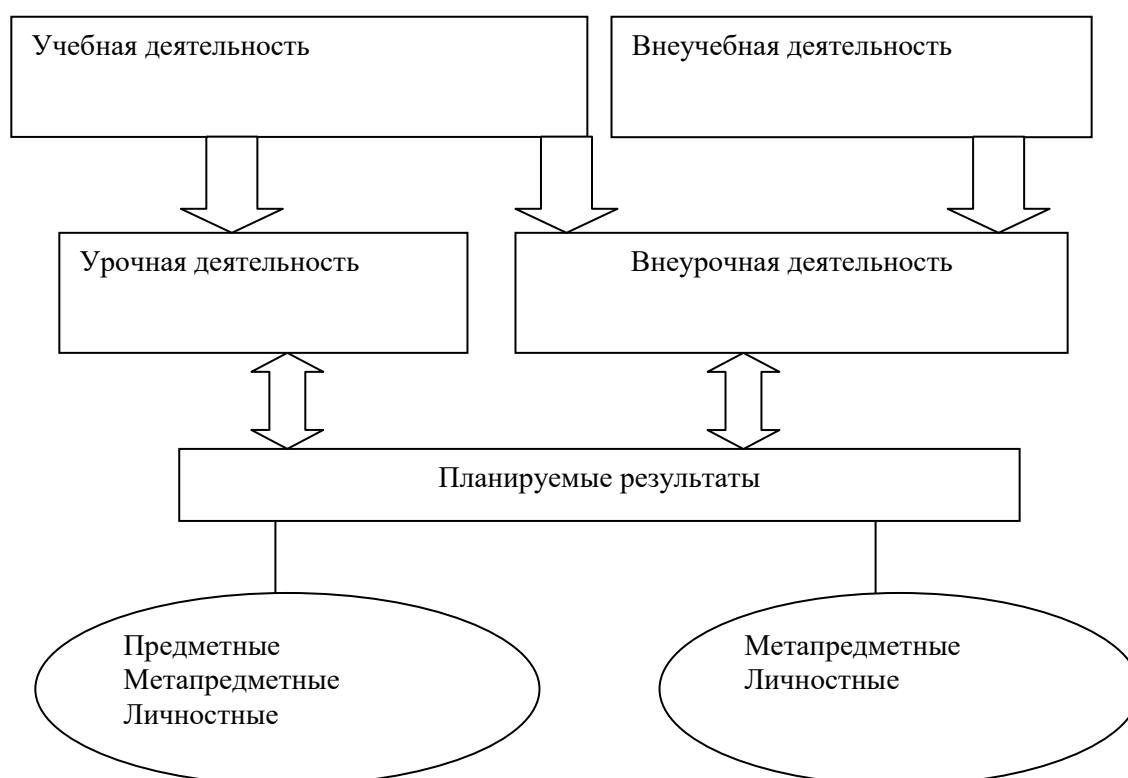 Учебная деятельность
Внеучебная деятельность
Урочная деятельность
Внеурочная деятельность
Планируемые результаты
Предметные
Метапредметные
Личностные
Метапредметные
Личностные